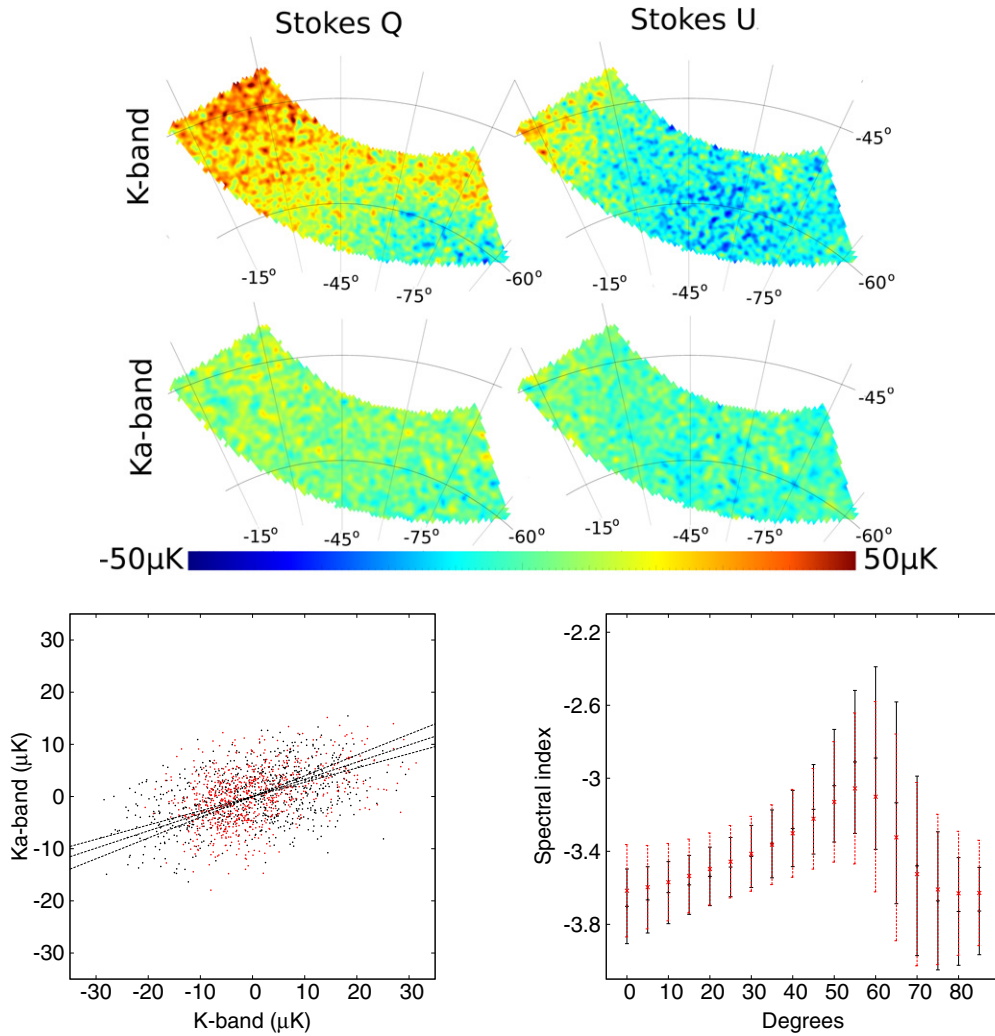 Stokes Q
Stokes U
K-band
-45°
-15° -45° -75° -60°
-15° -45° -75° -60°
Ka-band
-45°
-15° -45° -75° -60°
-15° -45° -75° -60°
-50μK
50μK
Ka-band (μK)
30
20
10
0
-10
-20
-30
-30 -20 -10 0 10 20 30
K-band (μK)
Spectral index
-2.2
-2.6
-3
-3.4
-3.8
0 10 20 30 40 50 60 70 80
Degrees